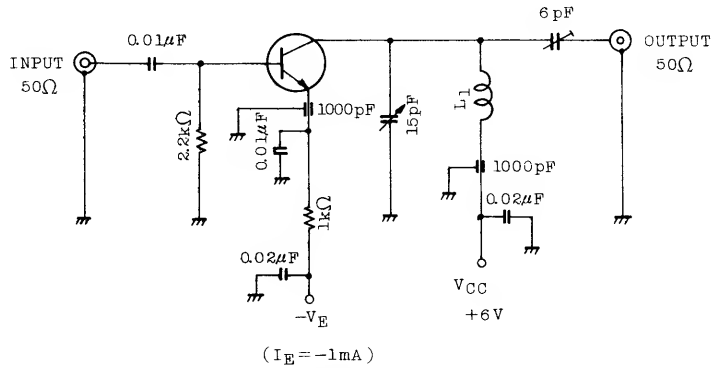 6pF
INPUT
50Ω
0.01μF
OUTPUT
50Ω
2.2kΩ
1000pF
0.01μF
15pF
L1
1000pF
0.02μF
1kΩ
0.02μF
-VE
VCC
+6V
(IE=-1mA)